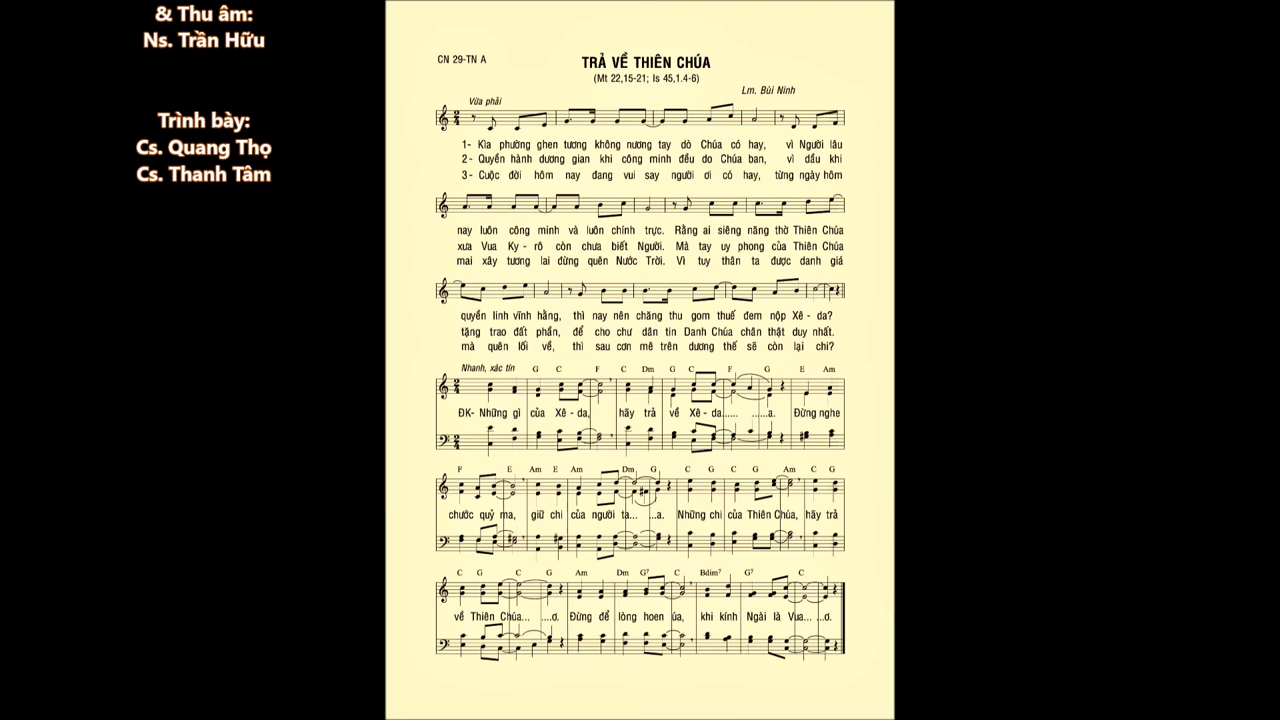 & Thu âm:
Ns. Trần Hữu
Trình bày:
Cs. Quang Thọ
Cs. Thanh Tâm
CN 29-TN A
TRẢ VỀ THIÊN CHÚA
(Mt 22,15-21; Is 45,1.4-6)
Lm. Bùi Ninh
Vừa phải
1- Kìa phường ghen tương không nương tay dò Chúa có hay, vì Người lâu
2- Quyền hành dương gian khi công minh đều do Chúa ban, vì dẫu khi
3- Cuộc đời hôm nay đang vui say người ơi có hay, từng ngày hôm
nay luôn công minh và luôn chính trực. Rằng ai siêng năng thờ Thiên Chúa
xưa Vua Ky - rô còn chưa biết Người. Mà tay uy phong của Thiên Chúa
mai xây tương lai đừng quên Nước Trời. Vì tuy thân ta được danh giá
quyền linh vĩnh hằng, thì nay nên chăng thu gom thuế đem nộp Xê - da?
tặng trao đất phần, để cho chư dân tin Danh Chúa chân thật duy nhất.
mà quên lối về, thì sau cơn mê trên dương thế sẽ còn lại chi?
Nhanh, xác tín G C F C Dm G C F G E Am
ĐK- Những gì của Xê - da, hãy trả về Xê - da...... .....a. Đừng nghe
F E Am E Am Dm G C G C G Am C G
chước quỷ ma, giữ chi của người ta... ...a. Những chi của Thiên Chúa, hãy trả
C G C G Am Dm G7 C Bdim7 G7 C
về Thiên Chúa... ....ơ. Đừng để lòng hoen úa, khi kính Ngài là Vua... ...ơ.